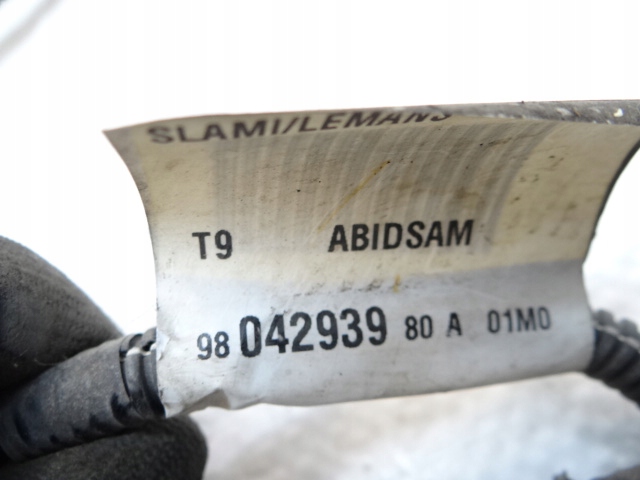 SLAMI/LEMANS
T9 ABIDSAM
98 042939 80 A 01M0